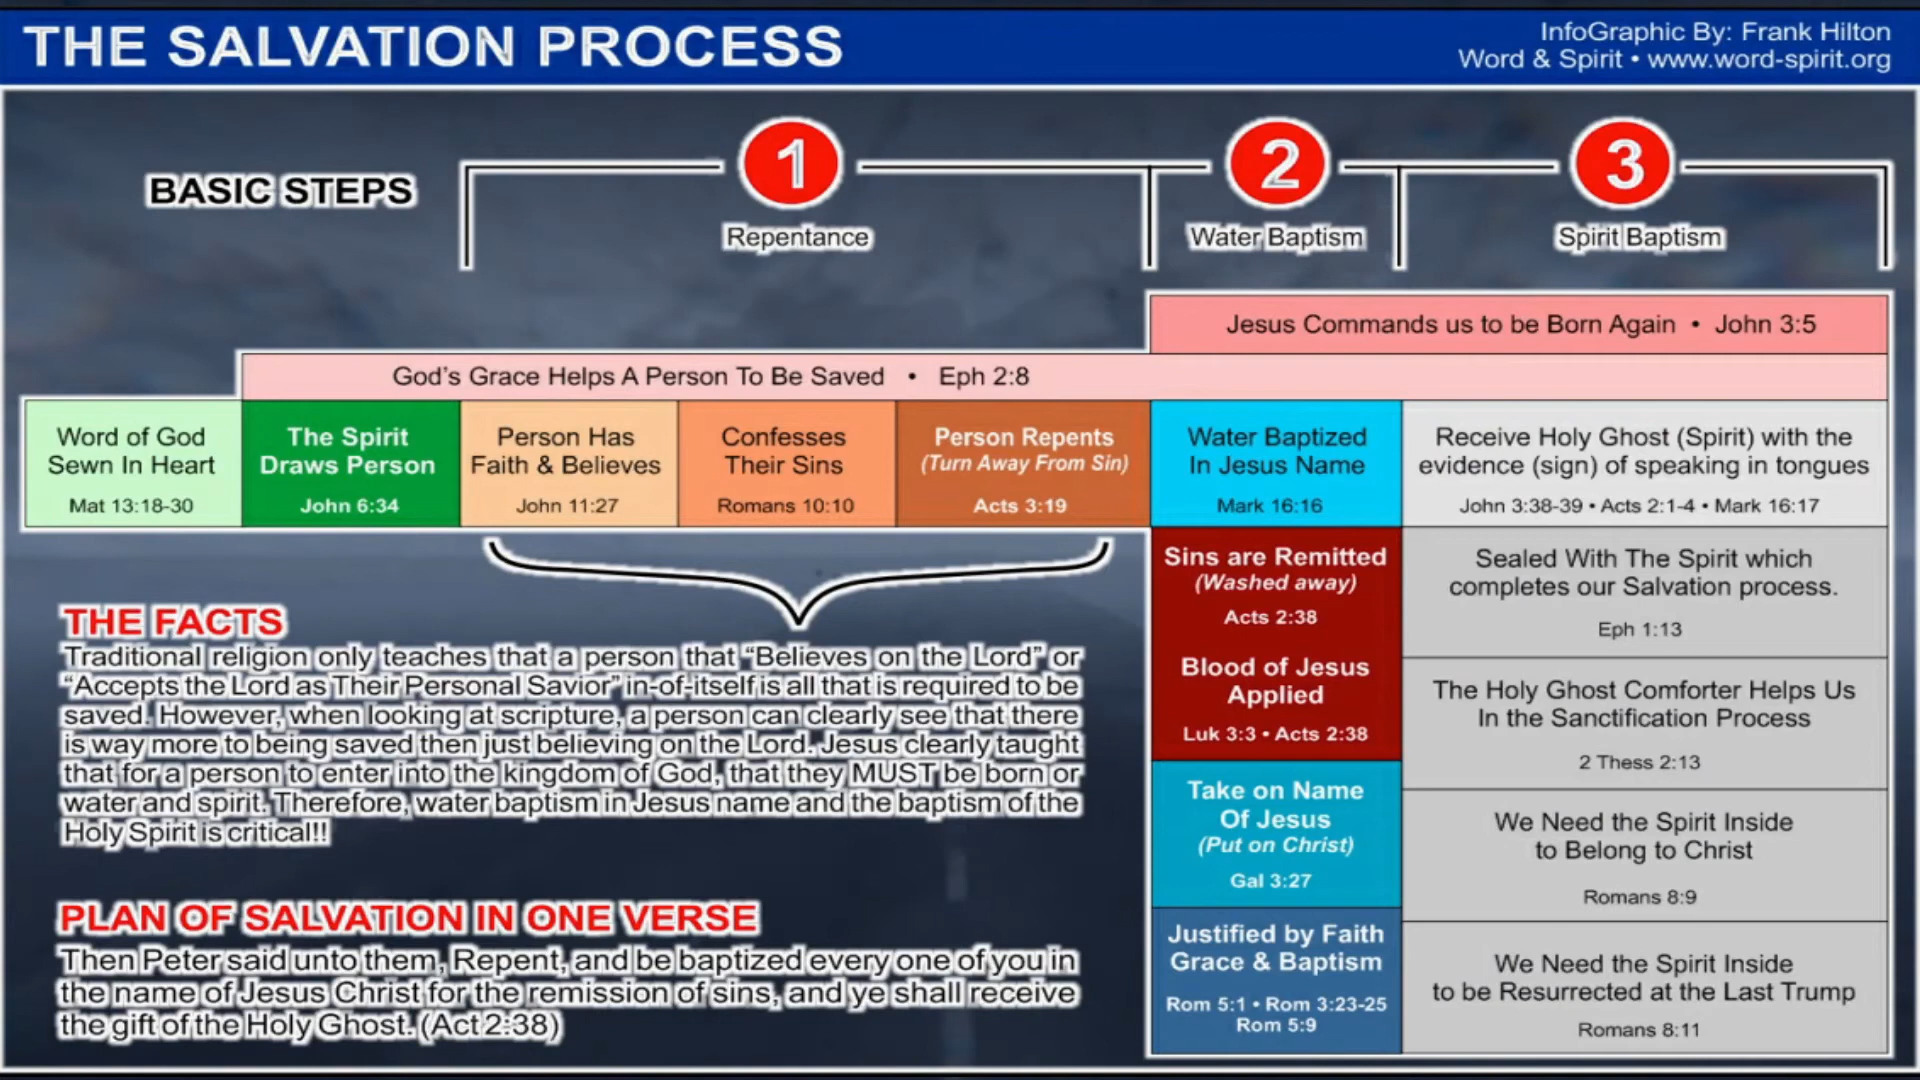 THE SALVATION PROCESS
InfoGraphic By: Frank Hilton
Word & Spirit • www.word-spirit.org
BASIC STEPS
1
Repentance
2
Water Baptism
3
Spirit Baptism
Jesus Commands us to be Born Again • John 3:5
God's Grace Helps A Person To Be Saved • Eph 2:8
Word of God
Sewn In Heart
Mat 13:18-30
The Spirit
Draws Person
John 6:34
Person Has
Faith & Believes
John 11:27
Confesses
Their Sins
Romans 10:10
Person Repents
(Turn Away From Sin)
Acts 3:19
Water Baptized
In Jesus Name
Mark 16:16
Receive Holy Ghost (Spirit) with the
evidence (sign) of speaking in tongues
John 3:38-39 • Acts 2:1-4 • Mark 16:17
Sins are Remitted
(Washed away)
Acts 2:38
Blood of Jesus
Applied
Luk 3:3 • Acts 2:38
Take on Name
Of Jesus
(Put on Christ)
Gal 3:27
Justified by Faith
Grace & Baptism
Rom 5:1 • Rom 3:23-25
Rom 5:9
Sealed With The Spirit which
completes our Salvation process.
Eph 1:13
The Holy Ghost Comforter Helps Us
In the Sanctification Process
2 Thess 2:13
We Need the Spirit Inside
to Belong to Christ
Romans 8:9
We Need the Spirit Inside
to be Resurrected at the Last Trump
Romans 8:11
THE FACTS
Traditional religion only teaches that a person that “Believes on the Lord” or
“Accepts the Lord as Their Personal Savior” in-of-itself is all that is required to be
saved. However, when looking at scripture, a person can clearly see that there
is way more to being saved then just believing on the Lord. Jesus clearly taught
that for a person to enter into the kingdom of God, that they MUST be born or
water and spirit. Therefore, water baptism in Jesus name and the baptism of the
Holy Spirit is critical!!
PLAN OF SALVATION IN ONE VERSE
Then Peter said unto them, Repent, and be baptized every one of you in
the name of Jesus Christ for the remission of sins, and ye shall receive
the gift of the Holy Ghost. (Act 2:38)